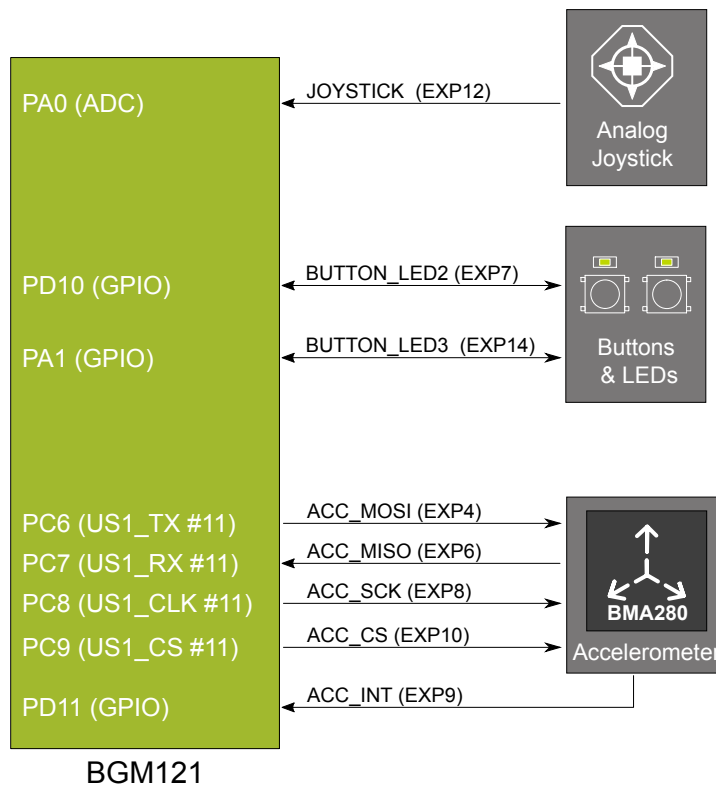 PA0 (ADC)
JOYSTICK (EXP12)
Analog
Joystick
PD10 (GPIO)
BUTTON_LED2 (EXP7)
PA1 (GPIO)
BUTTON_LED3 (EXP14)
Buttons
& LEDs
PC6 (US1_TX #11)
ACC_MOSI (EXP4)
PC7 (US1_RX #11)
ACC_MISO (EXP6)
PC8 (US1_CLK #11)
ACC_SCK (EXP8)
PC9 (US1_CS #11)
ACC_CS (EXP10)
BMA280
Accelerometer
PD11 (GPIO)
ACC_INT (EXP9)
BGM121